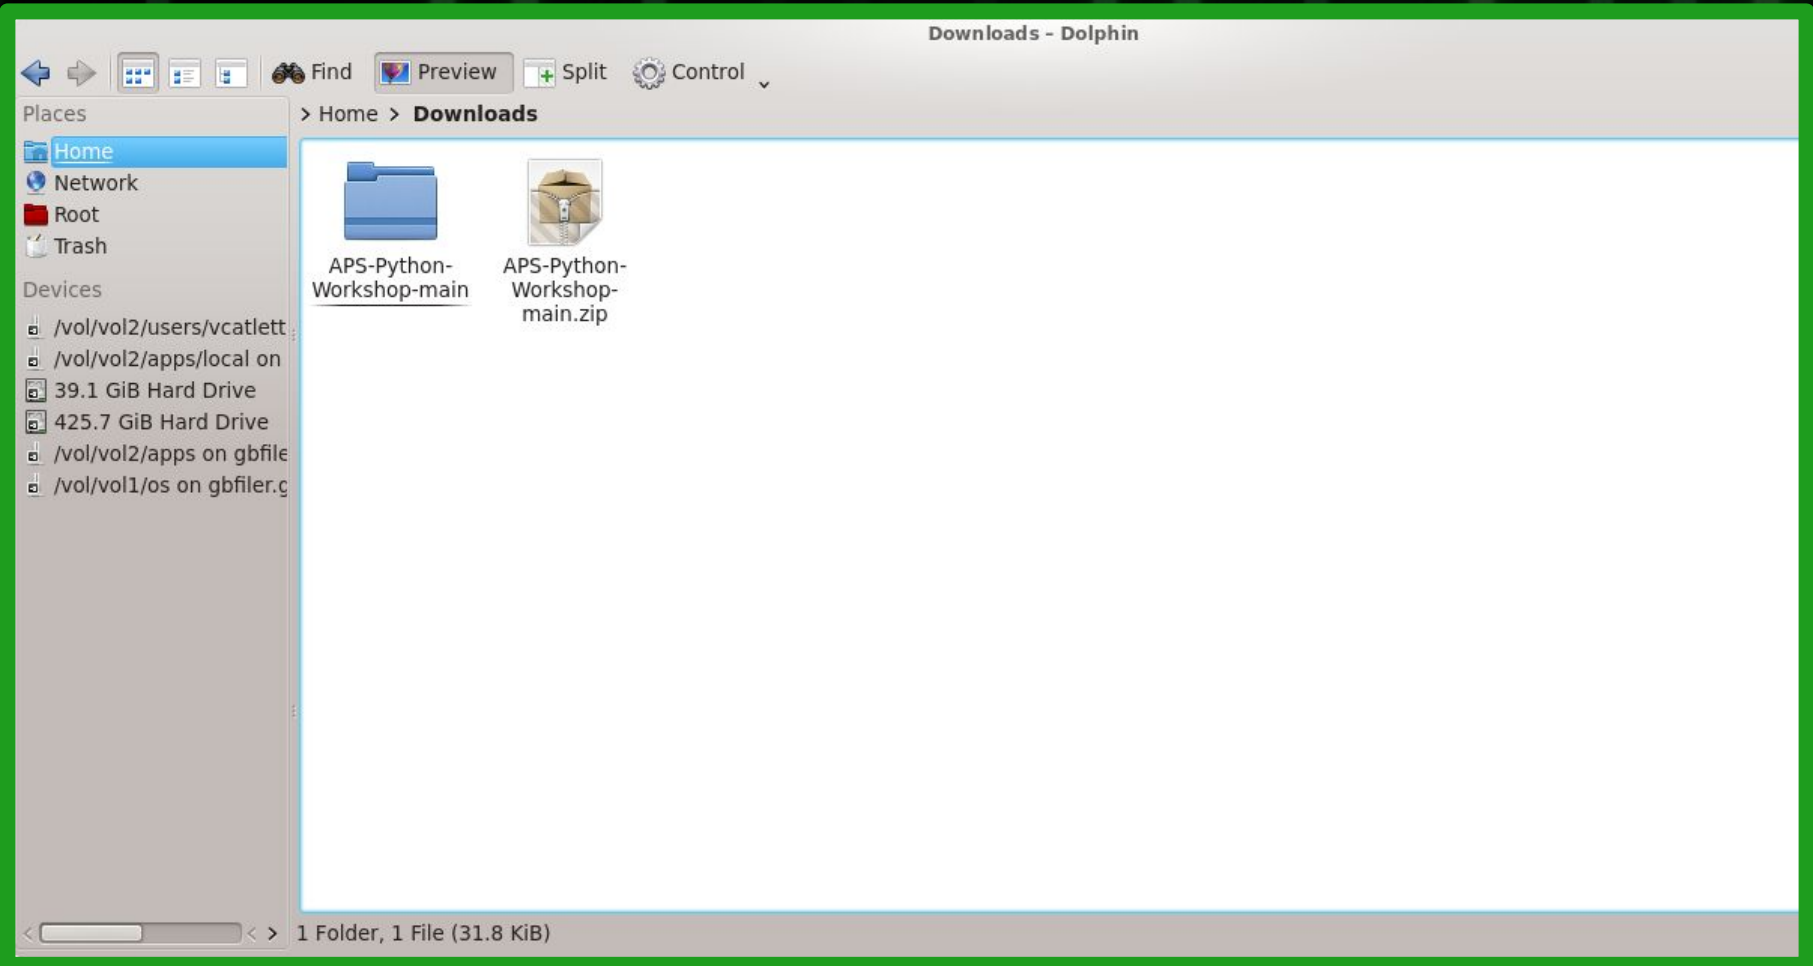 Downloads – Dolphin
Find Preview Split Control
Places
> Home > Downloads
Home
Network
Root
Trash
Devices
/vol/vol2/users/vcatlett
/vol/vol2/apps/local on
39.1 GiB Hard Drive
425.7 GiB Hard Drive
/vol/vol2/apps on gbfile
/vol/vol1/os on gbfiler.g
APS-Python-
Workshop-main
APS-Python-
Workshop-
main.zip
1 Folder, 1 File (31.8 KiB)